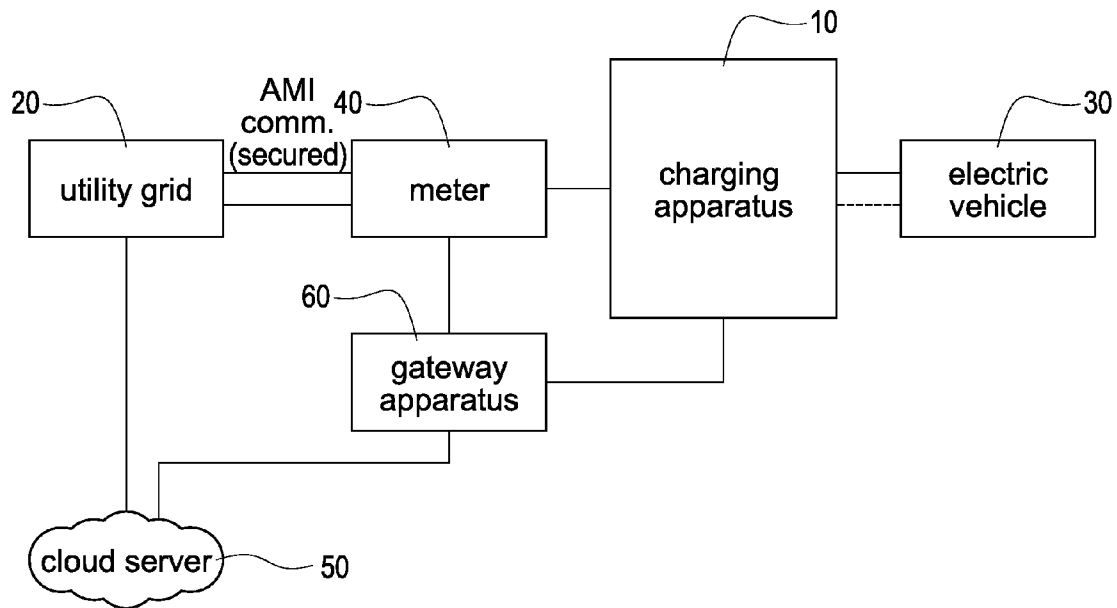 10
20
AMI
comm.
(secured)
40
30
utility grid
meter
charging
apparatus
electric
vehicle
60
gateway
apparatus
cloud server
50